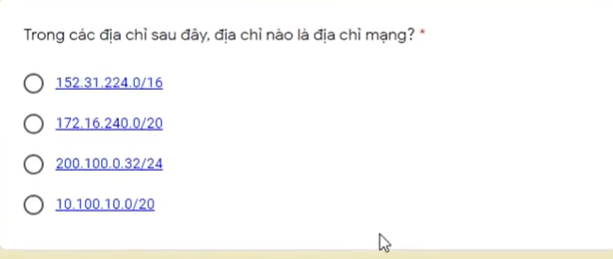 Trong các địa chỉ sau đây, địa chỉ nào là địa chỉ mạng? *
152.31.224.0/16
172.16.240.0/20
200.100.0.32/24
10.100.10.0/20